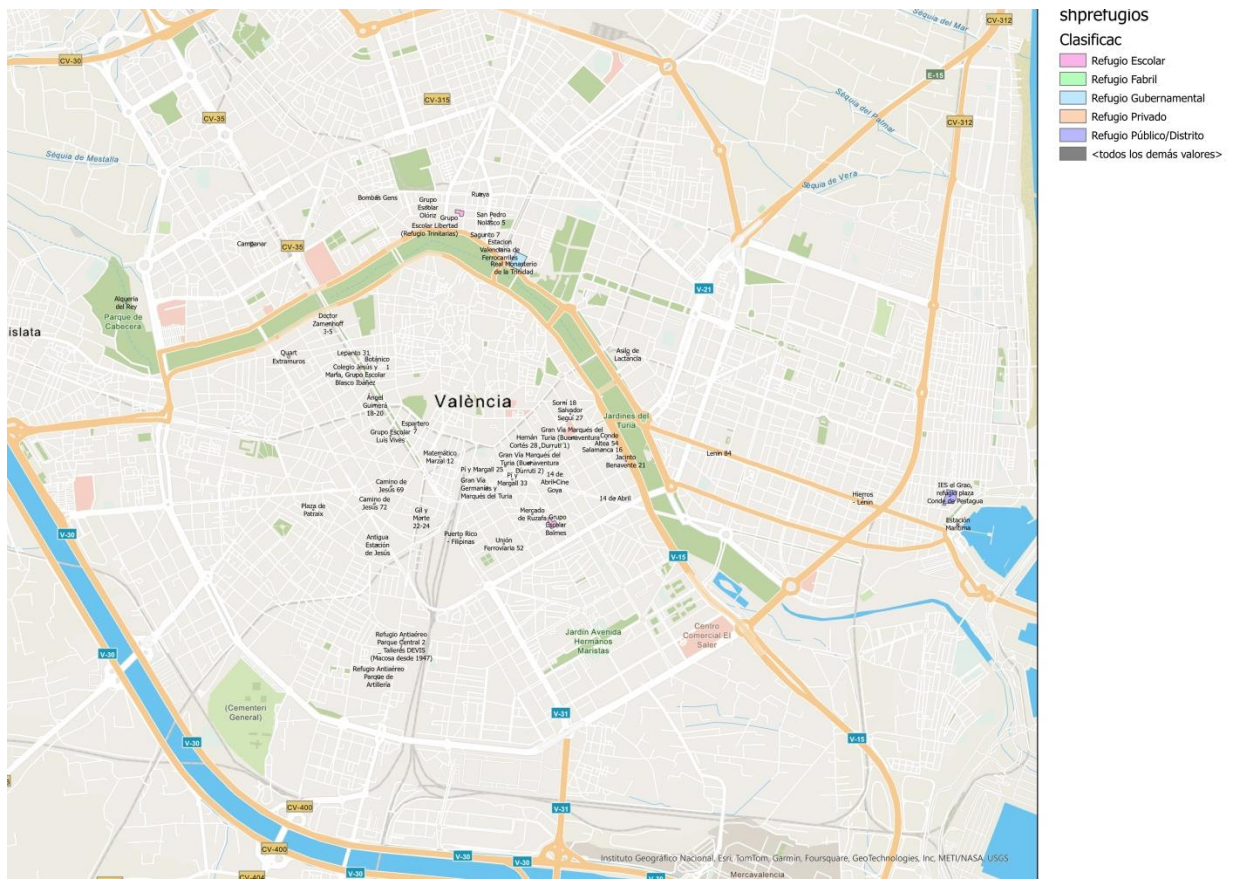 shprefugios
Clasificac
Refugio Escolar
Refugio Fabril
Refugio Gubernamental
Refugio Privado
Refugio Público/Distrito
<todos los demás valores>
Séquia del Mar
CV-312
CV-30
E-15
CV-315
CV-35
Séquia del Palmar
CV-312
Séquia de Mestalla
Séquia de Vera
Bombas Gens
Grupo
Escolar
Olóriz
Ruaya
Grupo
Escolar Libertad
(Refugio Trinitarias)
San Pedro
Nolasco 5
Sagunto 7
Estacion
Valenciana de
Ferrocarriles
Real Monasterio
de la Trinidad
Campanar
CV-35
V-21
Alquería
del Rey
Parque de
Cabecera
islata
Doctor
Zamenhoff
3-5
Quart
Extramuros
Lepanto 31
Botánico
1
Colegio Jesús y
María, Grupo Escolar
Blasco Ibáñez
Asilo de
Lactancia
València
Ángel
Guimerá
18-20
Sorní 18
Salvador
Seguí 27
Jardines del
Turia
Espartero
7
Grupo Escolar
Luis Vives
Gran Vía Marqués del
Turia (Buenaventura
Durruti 1)
Hernán
Cortés 28
Conde
Altea 54
Salamanca 16
Jacinto
Benavente 21
Lenin 84
Matemático
Marzal 12
Gran Vía Marqués del
Turia (Buenaventura
Durruti 2)
Pi y Margall 25
Pi y
Margall 33
14 de
Abril-Cine
Goya
Gran Vía
Germanías y
Marqués del Turia
Camino de
Jesús 69
Camino de
Jesús 72
Plaza de
Patraix
14 de Abril
Hierros
- Lenin
IES el Grao,
refugio plaza
Conde de Pestagua
Estación
Marítima
Gil y
Morte
22-24
Mercado
de Ruzafa
Grupo
Escolar
Balmes
Puerto Rico
- Filipinas
Unión
Ferroviaria 52
Antigua
Estación
de Jesús
V-30
V-15
Refugio Antiaéreo
Parque Central 2
_ Talleres DEVIS
(Macosa desde 1947)
Refugio Antiaéreo
Parque de
Artillería
Jardín Avenida
Hermanos
Maristas
Centro
Comercial El
Saler
V-30
(Cementeri
General)
V-31
V-30
V-15
CV-400
V-31
CV-400
V-30
V-30
Instituto Geográfico Nacional, Esri, TomTom, Garmin, Foursquare, GeoTechnologies, Inc, METI/NASA, USGS
CV-404
V-30
Mercavalencia